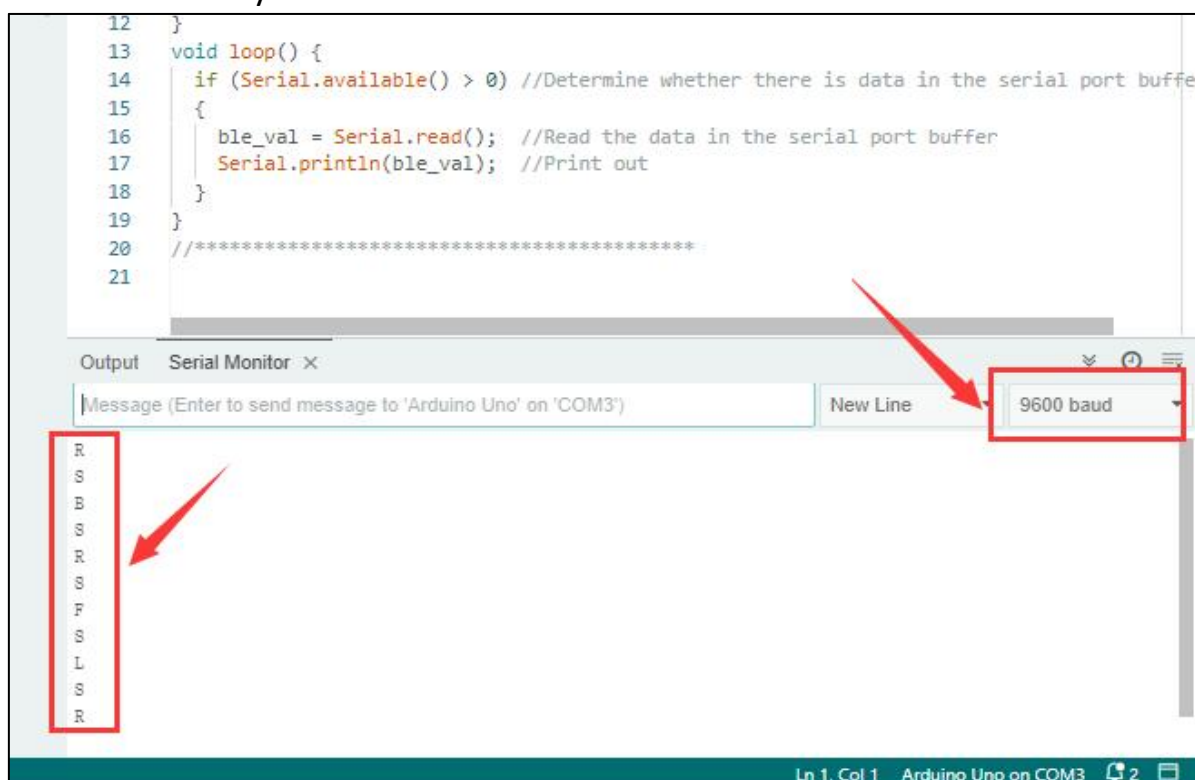 12 }
13 void loop() {
14 if (Serial.available() > 0) //Determine whether there is data in the serial port buffe
15 {
16 ble_val = Serial.read(); //Read the data in the serial port buffer
17 Serial.println(ble_val); //Print out
18 }
19 }
20 //*******************************************
21
Output Serial Monitor ×
Message (Enter to send message to 'Arduino Uno' on 'COM3') New Line 9600 baud
R
S
B
S
R
S
F
S
L
S
R
Ln 1, Col 1 Arduino Uno on COM3 2